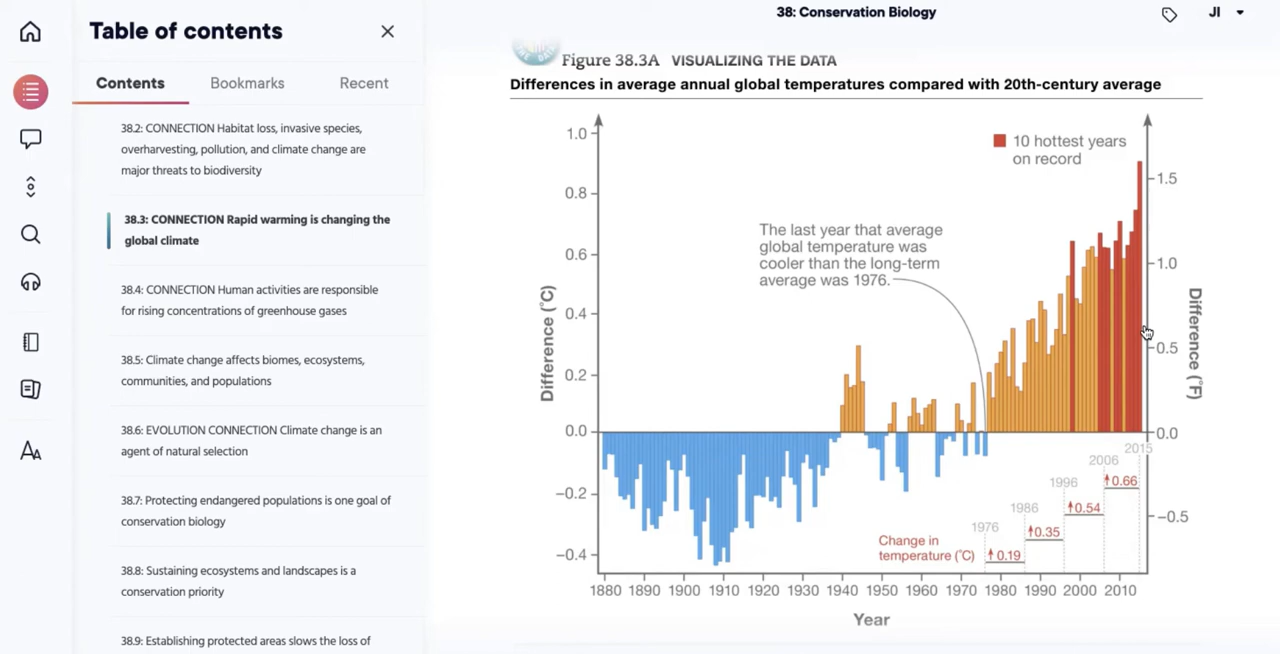 Table of contents
Contents
Bookmarks
Recent
38.2: CONNECTION Habitat loss, invasive species,
overharvesting, pollution, and climate change are
major threats to biodiversity
38.3: CONNECTION Rapid warming is changing the
global climate
38.4: CONNECTION Human activities are responsible
for rising concentrations of greenhouse gases
38.5: Climate change affects biomes, ecosystems,
communities, and populations
38.6: EVOLUTION CONNECTION Climate change is an
agent of natural selection
38.7: Protecting endangered populations is one goal of
conservation biology
38.8: Sustaining ecosystems and landscapes is a
conservation priority
38.9: Establishing protected areas slows the loss of
38: Conservation Biology
JI
Figure 38.3A VISUALIZING THE DATA
Differences in average annual global temperatures compared with 20th-century average
10 hottest years
on record
The last year that average
global temperature was
cooler than the long-term
average was 1976.
Difference (°C)
1.0
0.8
0.6
0.4
0.2
0.0
−0.2
−0.4
Difference (°F)
1.5
1.0
0.5
0.0
−0.5
1976
1986
1996
2006
2015
Change in
temperature (°C)
↑0.19
↑0.35
↑0.54
↑0.66
1880 1890 1900 1910 1920 1930 1940 1950 1960 1970 1980 1990 2000 2010
Year